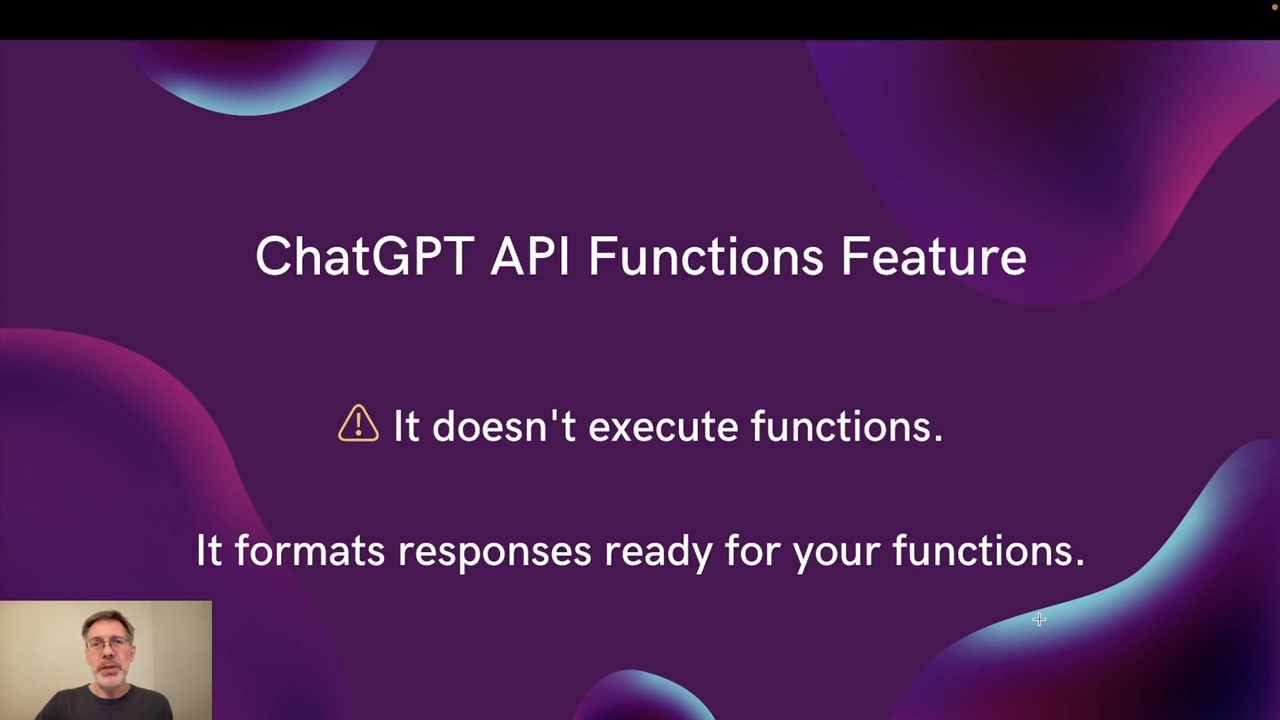 ChatGPT API Functions Feature
It doesn't execute functions.
It formats responses ready for your functions.